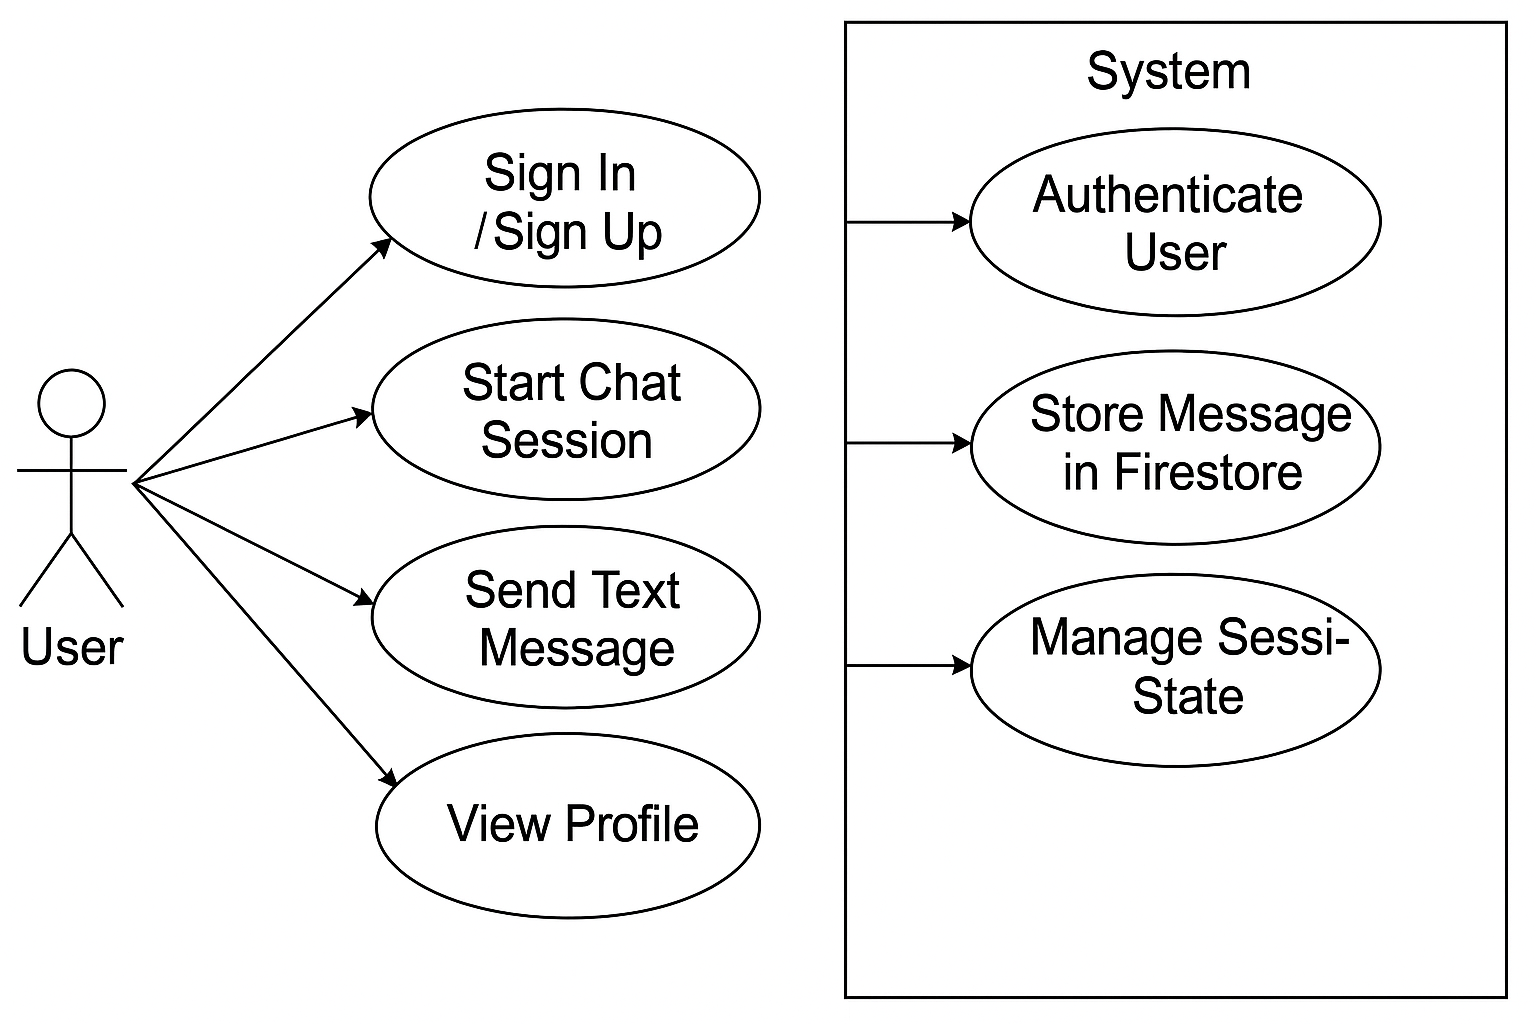 Sign In
/Sign Up
Start Chat
Session
Send Text
Message
View Profile
User
System
Authenticate
User
Store Message
in Firestore
Manage Sessi-
State